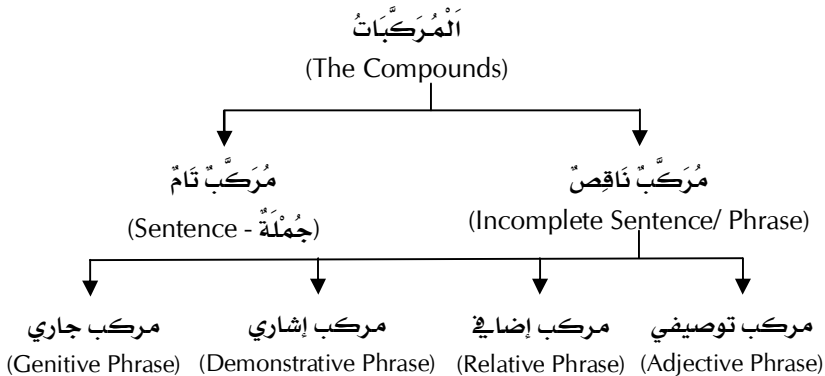 اَلْمُرَكَّبَاتُ
(The Compounds)
مُرَكَّبٌ تَامٌ
(Sentence - جُمْلَةٌ)
مُرَكَّبٌ نَاقِصٌ
(Incomplete Sentence/ Phrase)
مركب جاري
(Genitive Phrase)
مركب إشاري
(Demonstrative Phrase)
مركب إضافي
(Relative Phrase)
مركب توصيفي
(Adjective Phrase)